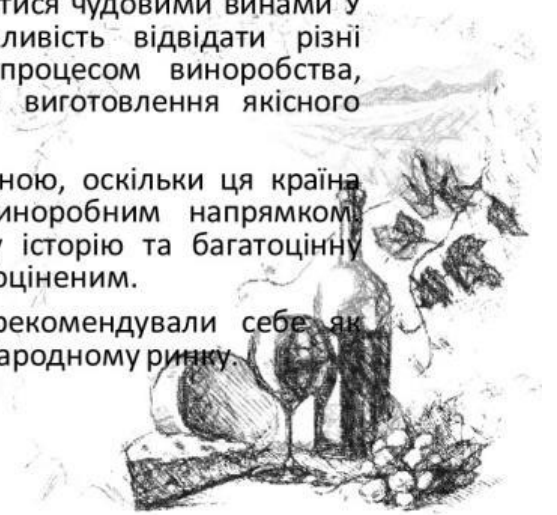 тися чудовими винами У
ливість відвідати різні
процесом виноробства,
виготовлення якісного
ною, оскільки ця країна
иноробним напрямком.
історію та багатоцінну
оціненим.
рекомендували себе як
ародному ринку.